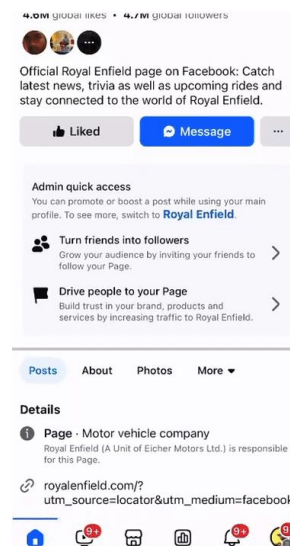 4.6M global likes • 4.7M global followers
Official Royal Enfield page on Facebook: Catch
latest news, trivia as well as upcoming rides and
stay connected to the world of Royal Enfield.
Liked
Message
Admin quick access
You can promote or boost a post while using your main
profile. To see more, switch to Royal Enfield.
Turn friends into followers
Grow your audience by inviting your friends to
follow your Page.
Drive people to your Page
Build trust in your brand, products and
services by increasing traffic to Royal Enfield.
Posts
About
Photos
More
Details
Page · Motor vehicle company
Royal Enfield (A Unit of Eicher Motors Ltd.) is responsible
for this Page.
royalenfield.com/?
utm_source=locator&utm_medium=facebook
9+
9+
9